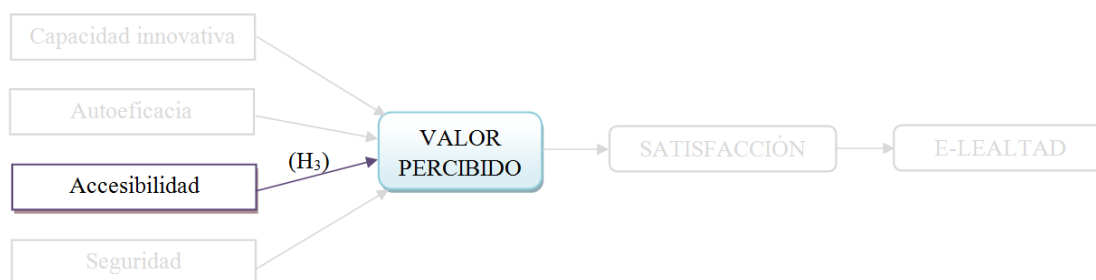 Capacidad innovativa
Autoeficacia
Accesibilidad
Seguridad
(H₃)
VALOR
PERCIBIDO
SATISFACCIÓN
E-LEALTAD